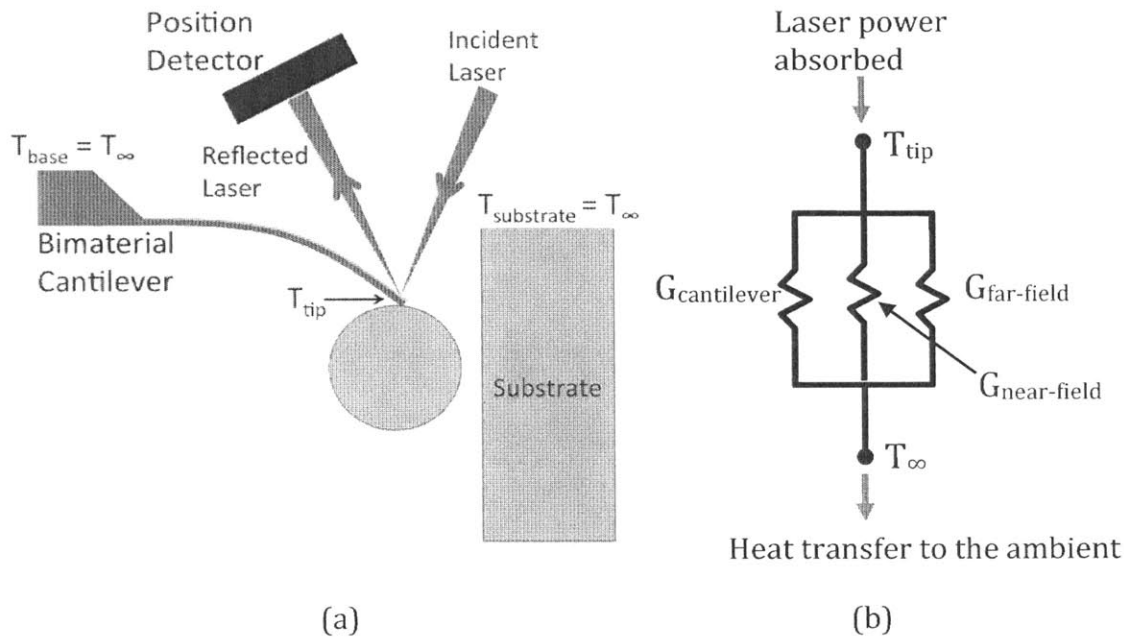 Position
Detector
Incident
Laser
T_base = T_∞
Reflected
Laser
Bimaterial
Cantilever
T_tip
T_substrate = T_∞
Substrate
(a)
Laser power
absorbed
T_tip
G_cantilever
G_far-field
G_near-field
T_∞
Heat transfer to the ambient
(b)